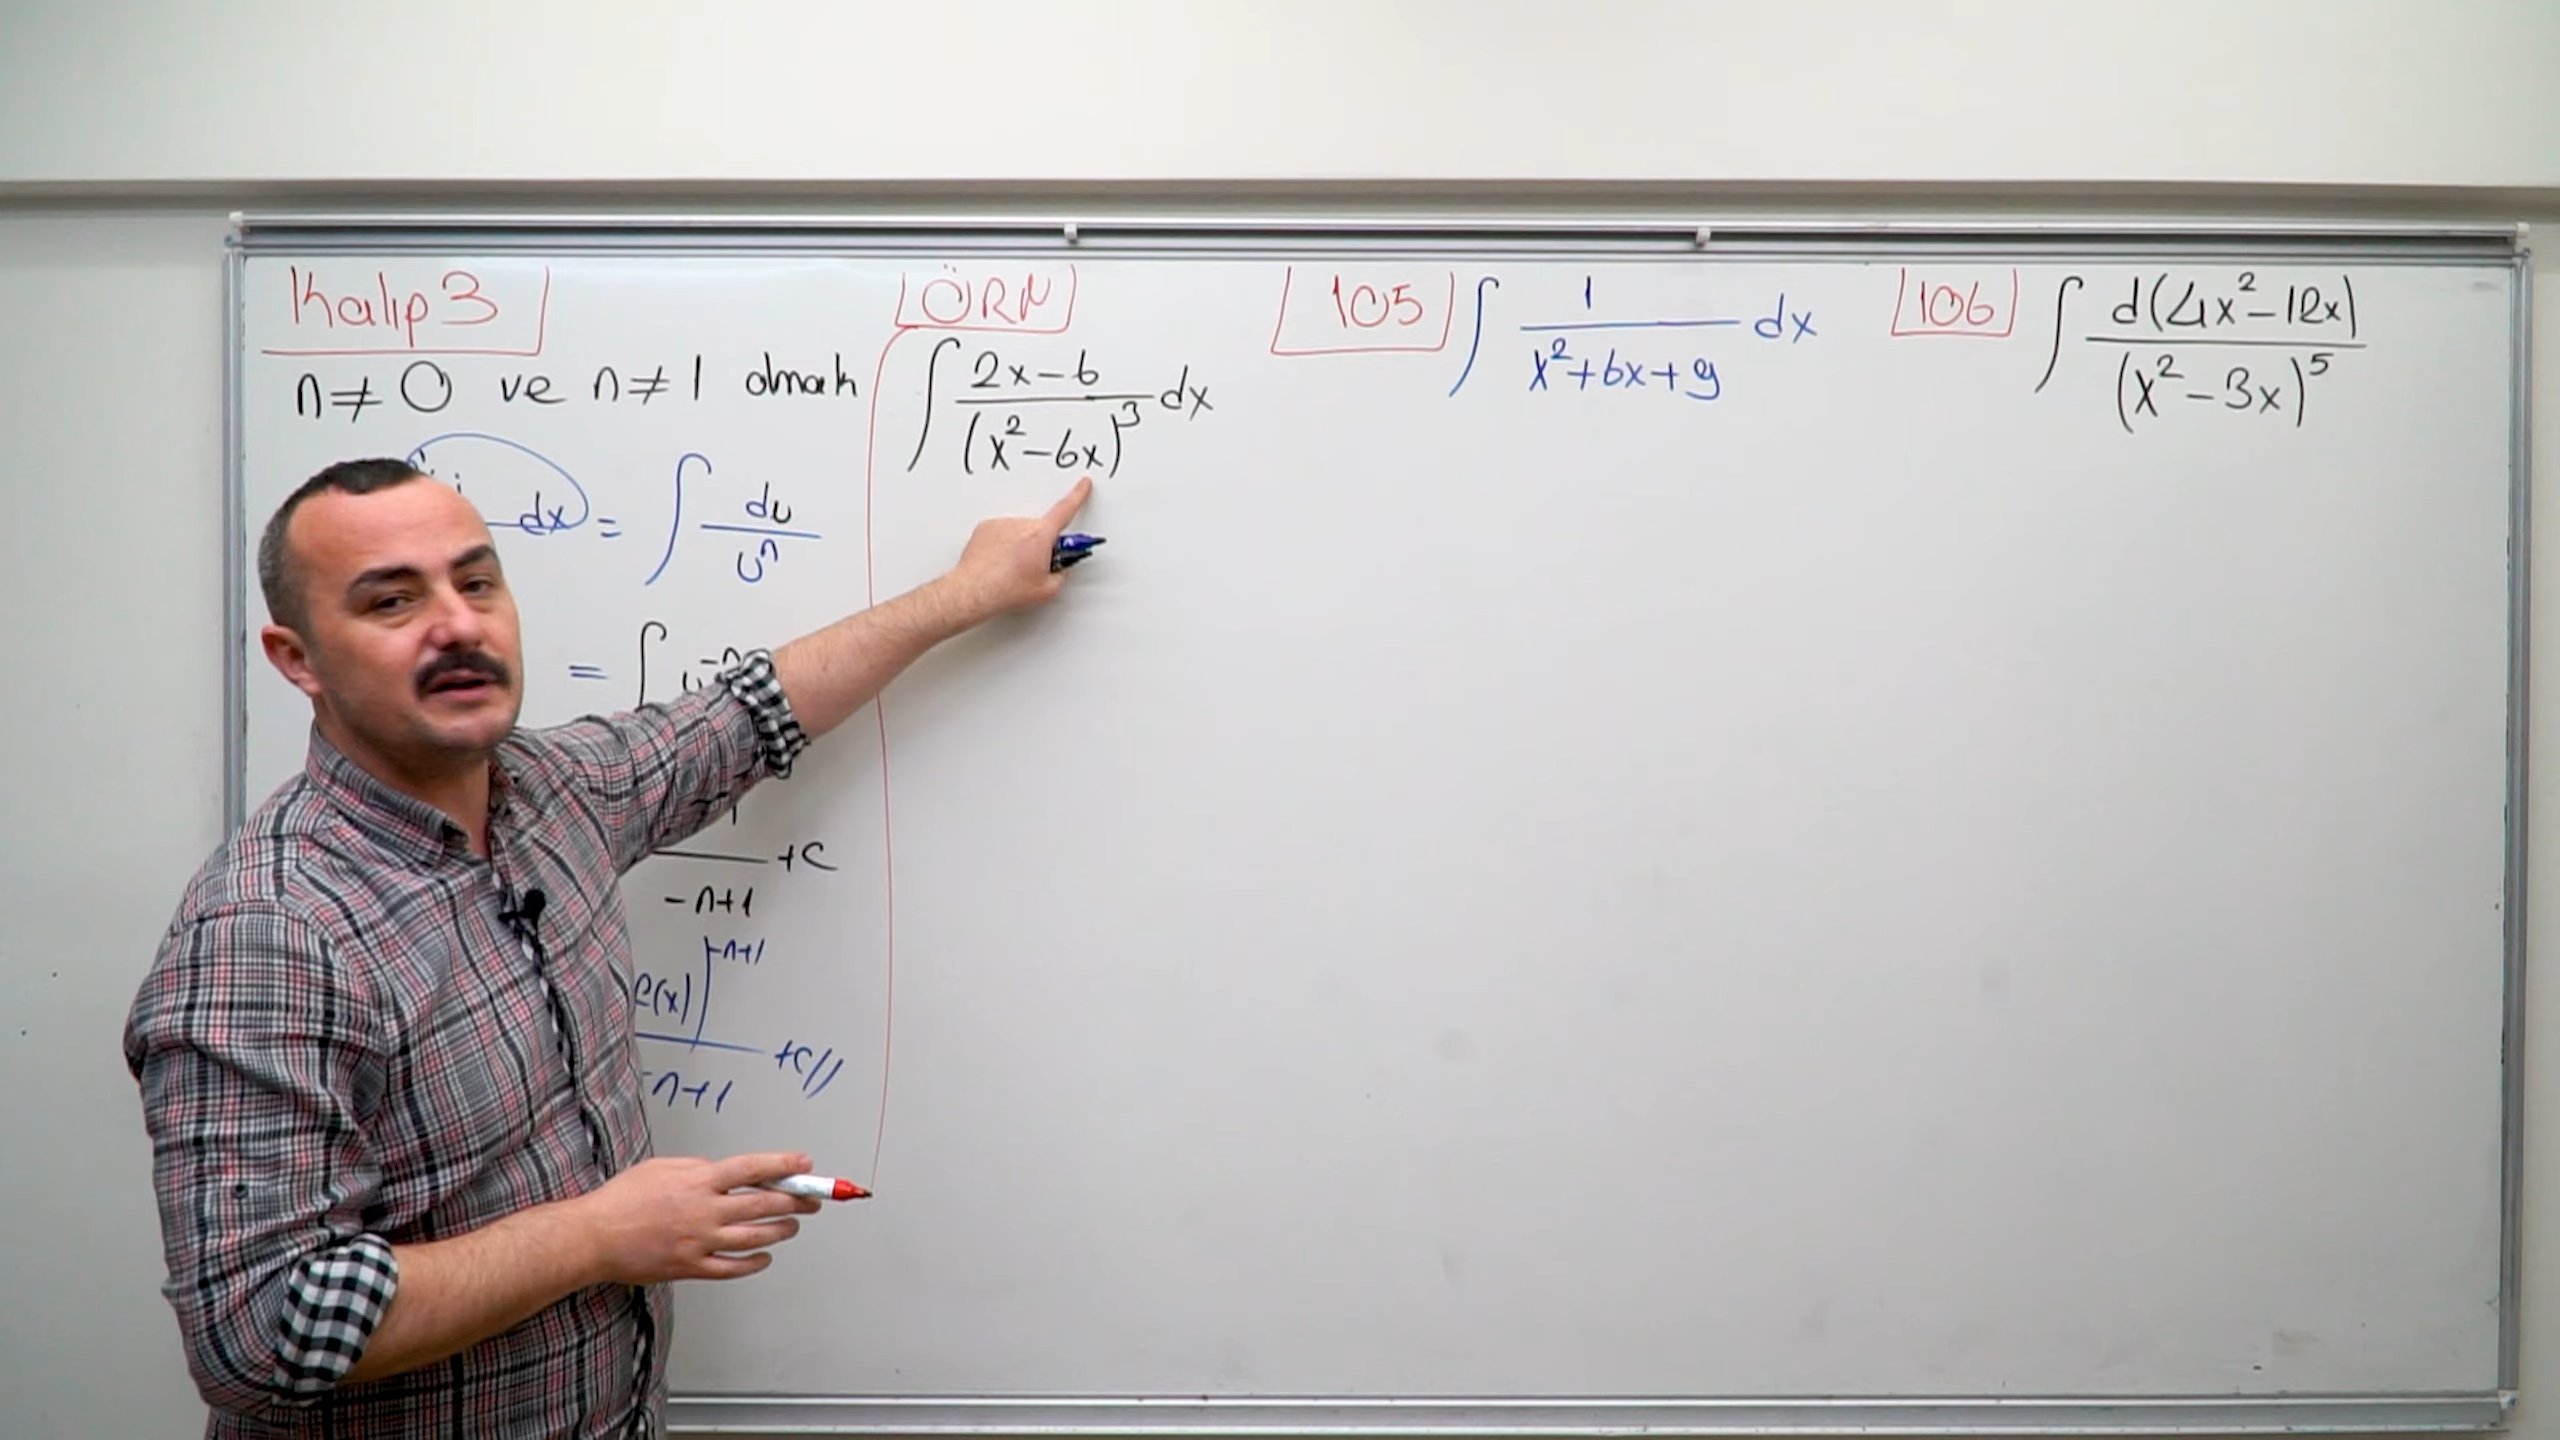 Kalıp 3
n ≠ 0 ve n ≠ 1 olmak
dx = ∫ du / uⁿ
= ∫ u⁻ⁿ
+C
-n+1
(x) -n+1
+C//
-n+1
ÖRN
∫ (2x-6) / (x²-6x)³ dx
105 ∫ 1 / (x²+6x+9) dx
106 ∫ d(4x²-12x) / (x²-3x)⁵